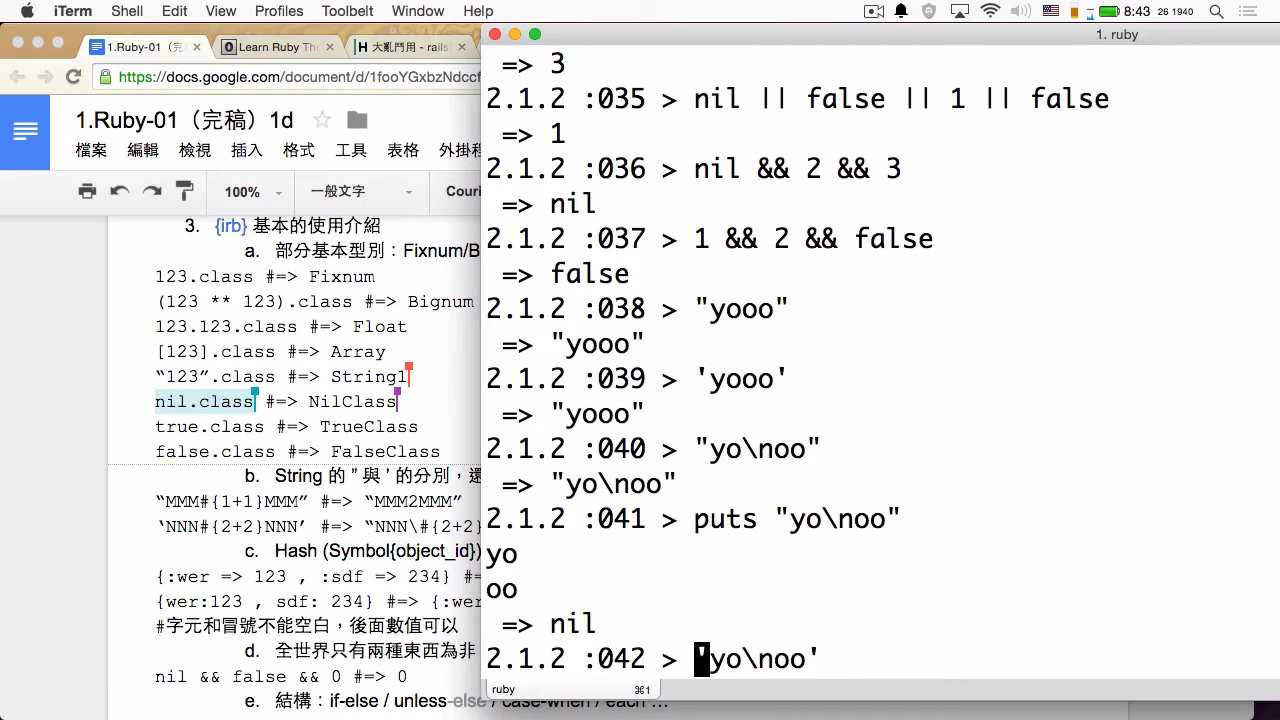 iTerm Shell Edit View Profiles Toolbelt Window Help 8:43 26 1940
1.Ruby-01（完 Learn Ruby The 大亂鬥用 - rails
https://docs.google.com/document/d/1fooYGxbzNdccf
1.Ruby-01（完稿）1d
檔案 編輯 檢視 插入 格式 工具 表格 外掛程
100% 一般文字 Couri
3. {irb} 基本的使用介紹
a. 部分基本型別：Fixnum/B
123.class #=> Fixnum
(123 ** 123).class #=> Bignum
123.123.class #=> Float
[123].class #=> Array
“123”.class #=> String1
nil.class #=> NilClass
true.class #=> TrueClass
false.class #=> FalseClass
b. String 的 ” 與 ’ 的分別，還
“MMM#{1+1}MMM” #=> “MMM2MMM”
‘NNN#{2+2}NNN’ #=> “NNN\#{2+2}
c. Hash (Symbol{object_id})
{:wer => 123 , :sdf => 234} #=
{wer:123 , sdf: 234} #=> {:wer
#字元和冒號不能空白，後面數值可以
d. 全世界只有兩種東西為非
nil && false && 0 #=> 0
e. 結構：if-else / unless-else / case-when / each ...
1. ruby
=> 3
2.1.2 :035 > nil || false || 1 || false
=> 1
2.1.2 :036 > nil && 2 && 3
=> nil
2.1.2 :037 > 1 && 2 && false
=> false
2.1.2 :038 > "yooo"
=> "yooo"
2.1.2 :039 > 'yooo'
=> "yooo"
2.1.2 :040 > "yo\noo"
=> "yo\noo"
2.1.2 :041 > puts "yo\noo"
yo
oo
=> nil
2.1.2 :042 > 'yo\noo'
ruby ⌘1